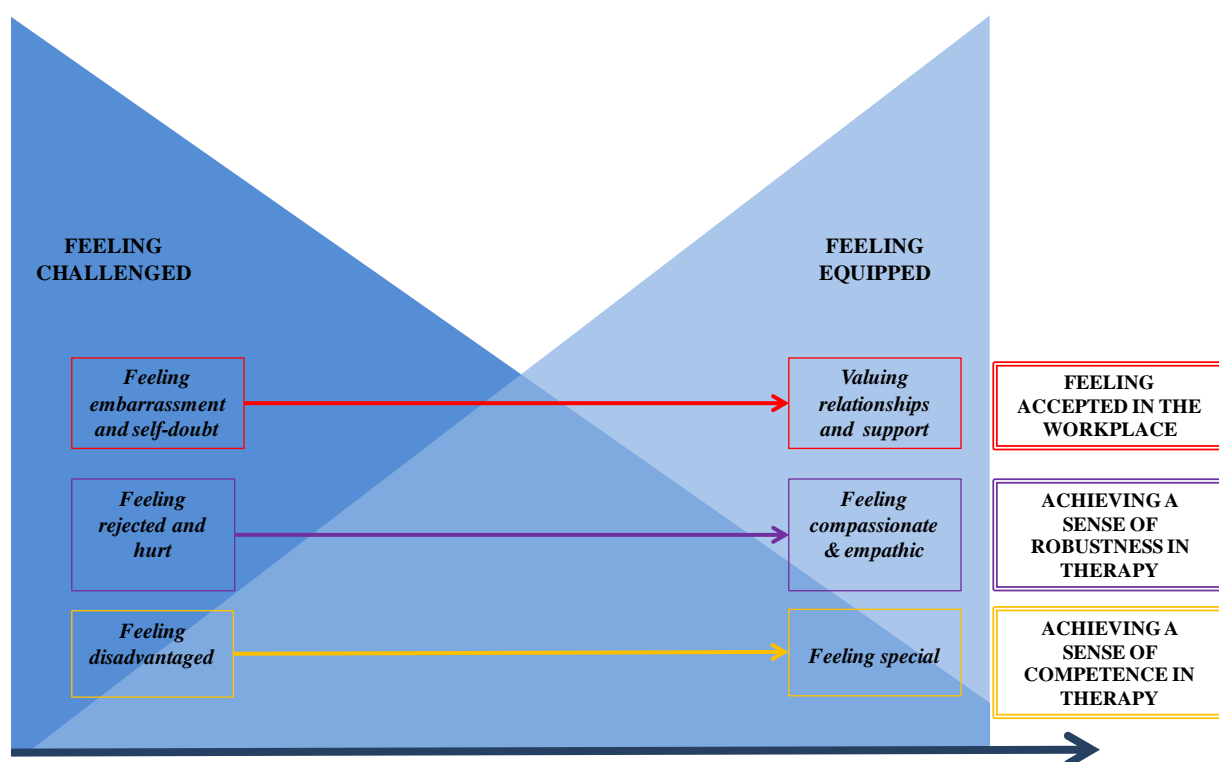 FEELING
CHALLENGED
FEELING
EQUIPPED
Feeling
embarrassment
and self-doubt
Valuing
relationships
and support
FEELING
ACCEPTED IN THE
WORKPLACE
Feeling
rejected and
hurt
Feeling
compassionate
& empathic
ACHIEVING A
SENSE OF
ROBUSTNESS IN
THERAPY
Feeling
disadvantaged
Feeling special
ACHIEVING A
SENSE OF
COMPETENCE IN
THERAPY